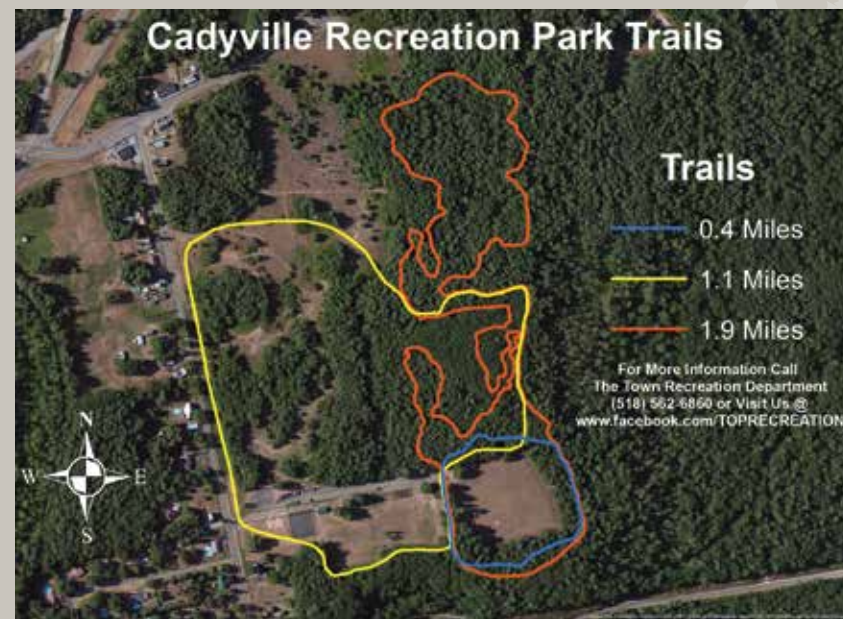 Cadyville Recreation Park Trails
Trails
0.4 Miles
1.1 Miles
1.9 Miles
For More Information Call
The Town Recreation Department
(518) 562-6860 or Visit Us @
www.facebook.com/TOPRECREATION
N
W E
S